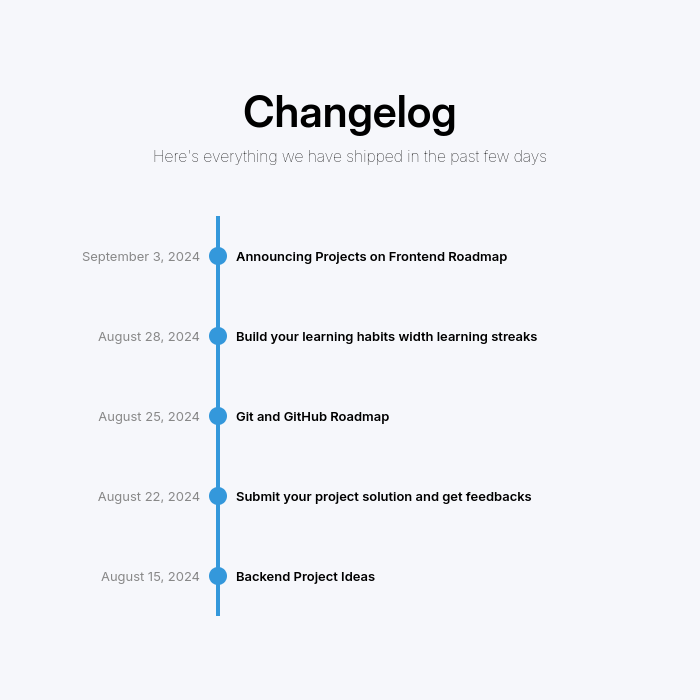 Changelog
Here's everything we have shipped in the past few days
September 3, 2024 Announcing Projects on Frontend Roadmap
August 28, 2024 Build your learning habits width learning streaks
August 25, 2024 Git and GitHub Roadmap
August 22, 2024 Submit your project solution and get feedbacks
August 15, 2024 Backend Project Ideas